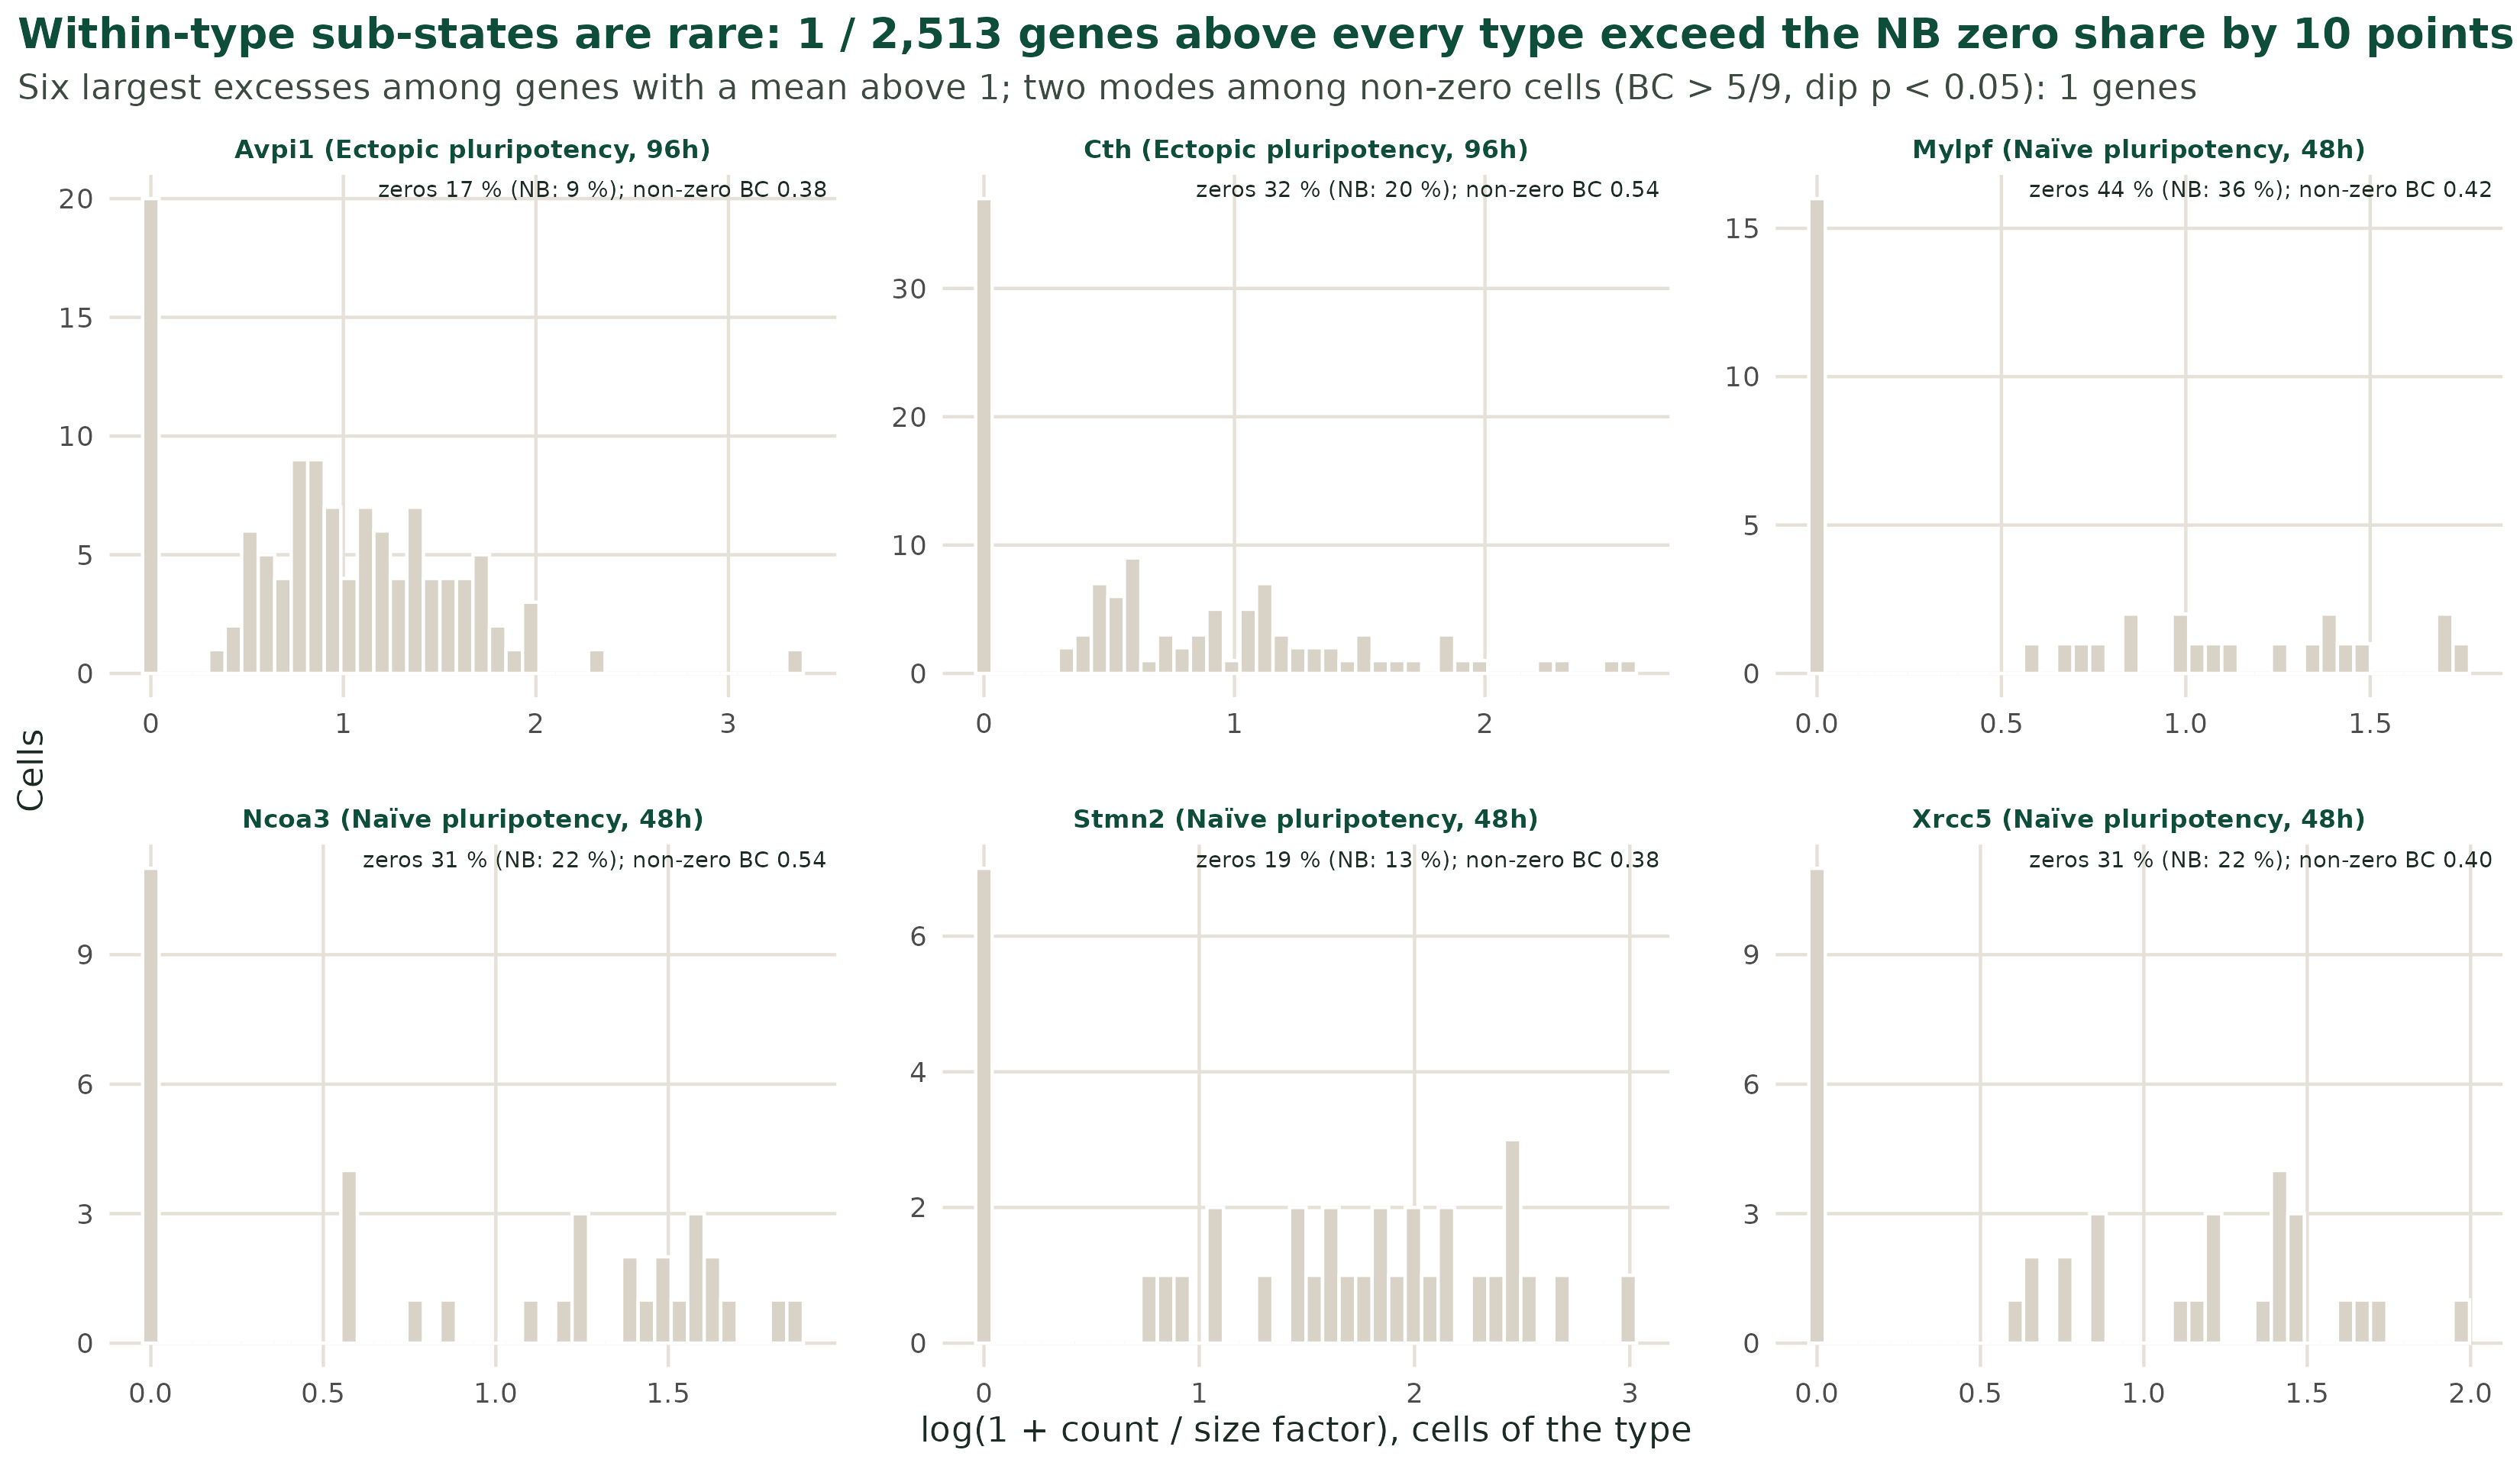 Within-type sub-states are rare: 1 / 2,513 genes above every type exceed the NB zero share by 10 points
Six largest excesses among genes with a mean above 1; two modes among non-zero cells (BC > 5/9, dip p < 0.05): 1 genes
Avpi1 (Ectopic pluripotency, 96h)
zeros 17 % (NB: 9 %); non-zero BC 0.38
20
15
10
5
0
0 1 2 3
Cth (Ectopic pluripotency, 96h)
zeros 32 % (NB: 20 %); non-zero BC 0.54
30
20
10
0
0 1 2
Mylpf (Naïve pluripotency, 48h)
zeros 44 % (NB: 36 %); non-zero BC 0.42
15
10
5
0
0.0 0.5 1.0 1.5
Cells
Ncoa3 (Naïve pluripotency, 48h)
zeros 31 % (NB: 22 %); non-zero BC 0.54
9
6
3
0
0.0 0.5 1.0 1.5
Stmn2 (Naïve pluripotency, 48h)
zeros 19 % (NB: 13 %); non-zero BC 0.38
6
4
2
0
0 1 2 3
Xrcc5 (Naïve pluripotency, 48h)
zeros 31 % (NB: 22 %); non-zero BC 0.40
9
6
3
0
0.0 0.5 1.0 1.5 2.0
log(1 + count / size factor), cells of the type